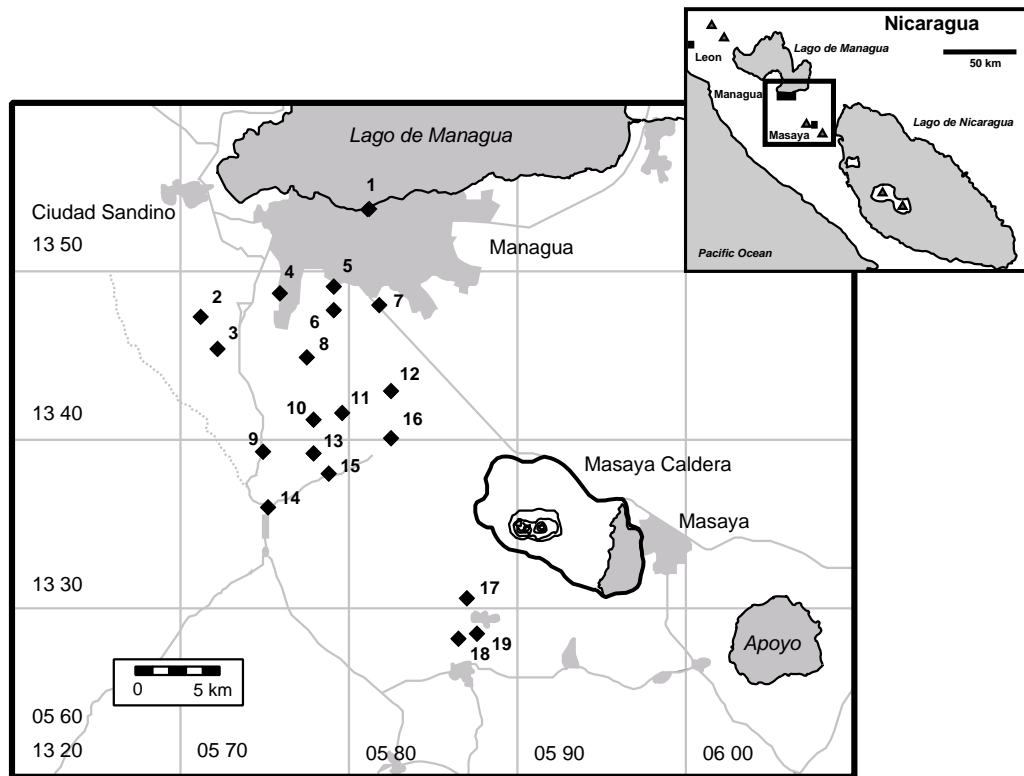 Nicaragua
Lago de Managua
Leon
50 km
Managua
Lago de Nicaragua
Masaya
Pacific Ocean
Lago de Managua
1
Ciudad Sandino
13 50
Managua
4
5
2
7
6
3
8
12
11
10
13 40
16
9
13
15
Masaya Caldera
14
Masaya
13 30
17
19
18
Apoyo
0 5 km
05 60
13 20
05 70
05 80
05 90
06 00